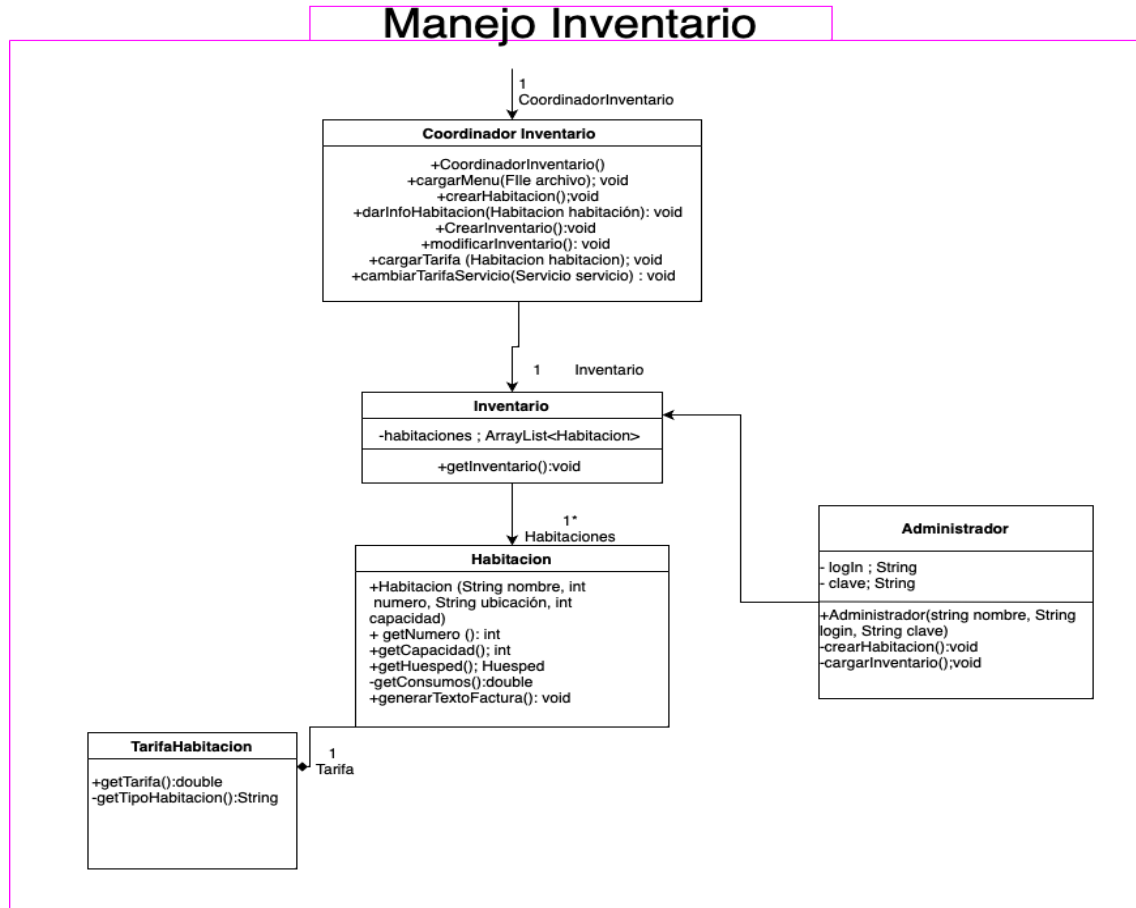 Manejo Inventario
1
CoordinadorInventario
Coordinador Inventario
+CoordinadorInventario()
+cargarMenu(FIle archivo); void
+crearHabitacion();void
+darInfoHabitacion(Habitacion habitación): void
+CrearInventario():void
+modificarInventario(): void
+cargarTarifa (Habitacion habitacion); void
+cambiarTarifaServicio(Servicio servicio) : void
1 Inventario
Inventario
-habitaciones ; ArrayList<Habitacion>
+getInventario():void
1*
Habitaciones
Habitacion
+Habitacion (String nombre, int
numero, String ubicación, int
capacidad)
+ getNumero (): int
+getCapacidad(); int
+getHuesped(); Huesped
-getConsumos():double
+generarTextoFactura(): void
Administrador
- logIn ; String
- clave; String
+Administrador(string nombre, String
login, String clave)
-crearHabitacion():void
-cargarInventario();void
TarifaHabitacion
+getTarifa():double
-getTipoHabitacion():String
1
Tarifa